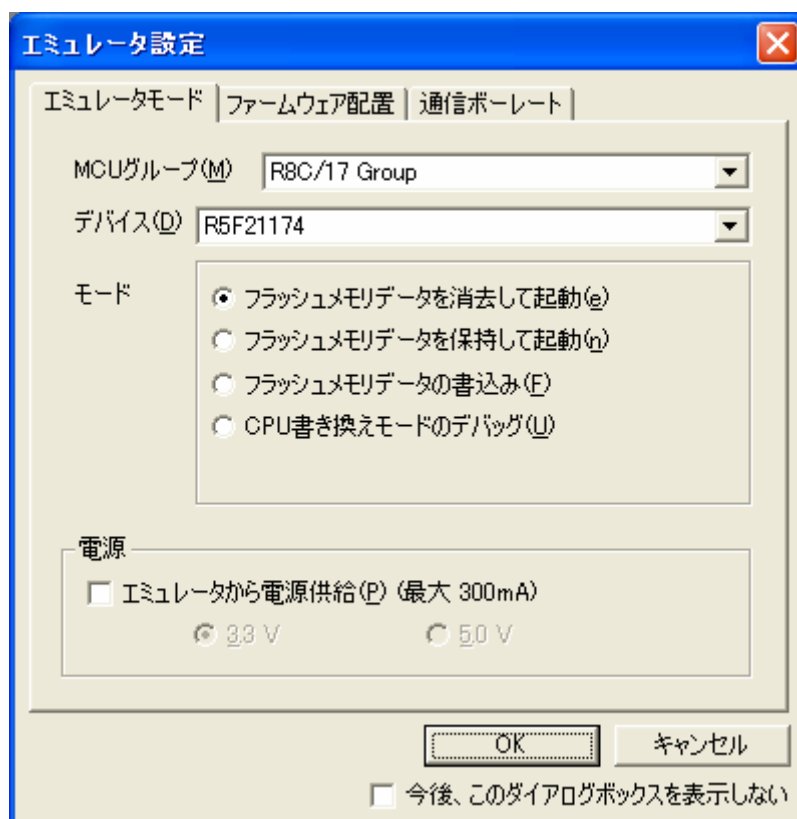 エミュレータ設定
エミュレータモード ファームウェア配置 通信ボーレート
MCUグループ(M) R8C/17 Group
デバイス(D) R5F21174
モード
フラッシュメモリデータを消去して起動(e)
フラッシュメモリデータを保持して起動(n)
フラッシュメモリデータの書込み(F)
CPU書き換えモードのデバッグ(U)
電源
エミュレータから電源供給(P) (最大 300mA)
3.3 V 5.0 V
OK キャンセル
今後、このダイアログボックスを表示しない